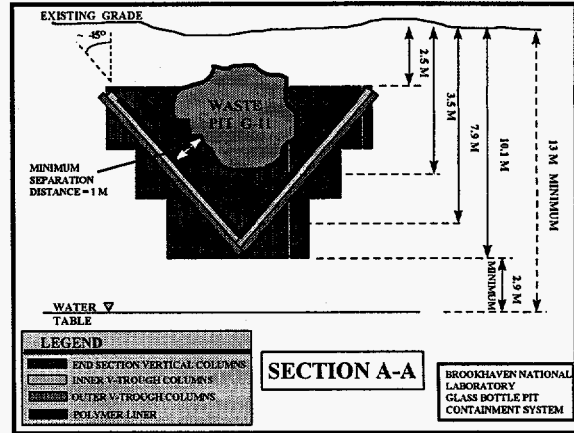 EXISTING GRADE
45°
2.5 M
3.5 M
7.9 M
10.1 M
13 M MINIMUM
WASTE
PIT G-11
MINIMUM
SEPARATION
DISTANCE = 1 M
MINIMUM
2.9 M
WATER
TABLE
LEGEND
END SECTION VERTICAL COLUMNS
INNER V-TROUGH COLUMNS
OUTER V-TROUGH COLUMNS
POLYMER LINER
SECTION A-A
BROOKHAVEN NATIONAL
LABORATORY
GLASS BOTTLE PIT
CONTAINMENT SYSTEM